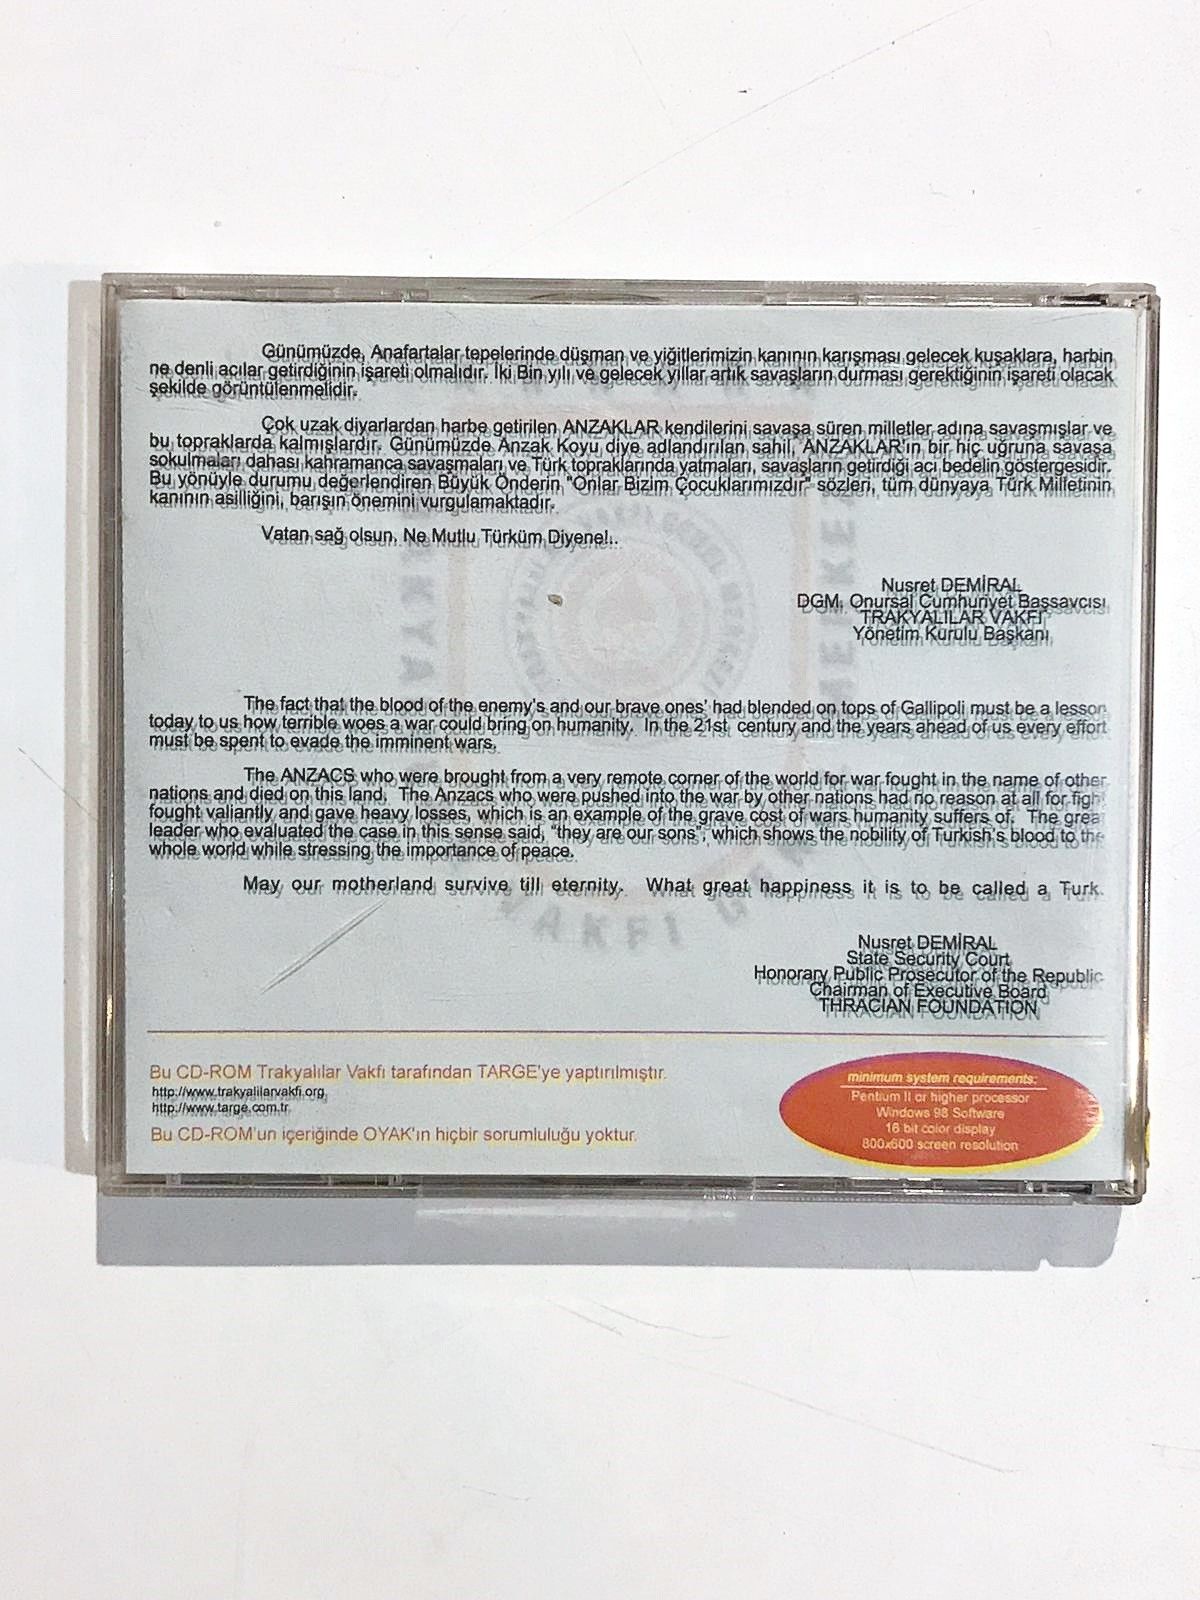 Günümüzde, Anafartalar tepelerinde düşman ve yiğitlerimizin kanının karışması gelecek kuşaklara, harbin
ne denli acılar getirdiğinin işareti olmalıdır. İki Bin yılı ve gelecek yıllar artık savaşların durması gerektiğinin işareti olacak
şekilde görüntülenmelidir.
Çok uzak diyarlardan harbe getirilen ANZAKLAR kendilerini savaşa süren milletler adına savaşmışlar ve
bu topraklarda kalmışlardır. Günümüzde Anzak Koyu diye adlandırılan sahil, ANZAKLAR'ın bir hiç uğruna savaşa
sokulmaları dahası kahramanca savaşmaları ve Türk topraklarında yatmaları, savaşların getirdiği acı bedelin göstergesidir.
Bu yönüyle durumu değerlendiren Büyük Önderin "Onlar Bizim Çocuklarımızdır" sözleri, tüm dünyaya Türk Milletinin
kanının asilliğini, barışın önemini vurgulamaktadır.
Vatan sağ olsun, Ne Mutlu Türküm Diyene!..
Nusret DEMİRAL
DGM. Onursal Cumhuriyet Başsavcısı
TRAKYALILAR VAKFI
Yönetim Kurulu Başkanı
The fact that the blood of the enemy's and our brave ones' had blended on tops of Gallipoli must be a lesson
today to us how terrible woes a war could bring on humanity. In the 21st century and the years ahead of us every effort
must be spent to evade the imminent wars.
The ANZACS who were brought from a very remote corner of the world for war fought in the name of other
nations and died on this land. The Anzacs who were pushed into the war by other nations had no reason at all for figh
fought valiantly and gave heavy losses, which is an example of the grave cost of wars humanity suffers of. The grea
leader who evaluated the case in this sense said, "they are our sons", which shows the nobility of Turkish's blood to the
whole world while stressing the importance of peace.
May our motherland survive till eternity. What great happiness it is to be called a Turk.
Nusret DEMİRAL
State Security Court
Honorary Public Prosecutor of the Republic
Chairman of Executive Board
THRACIAN FOUNDATION
Bu CD-ROM Trakyalılar Vakfı tarafından TARGE'ye yaptırılmıştır.
http://www.trakyalilarvakfi.org
http://www.targe.com.tr
Bu CD-ROM'un içeriğinde OYAK'ın hiçbir sorumluluğu yoktur.
minimum system requirements:
Pentium II or higher processor
Windows 98 Software
16 bit color display
800x600 screen resolution